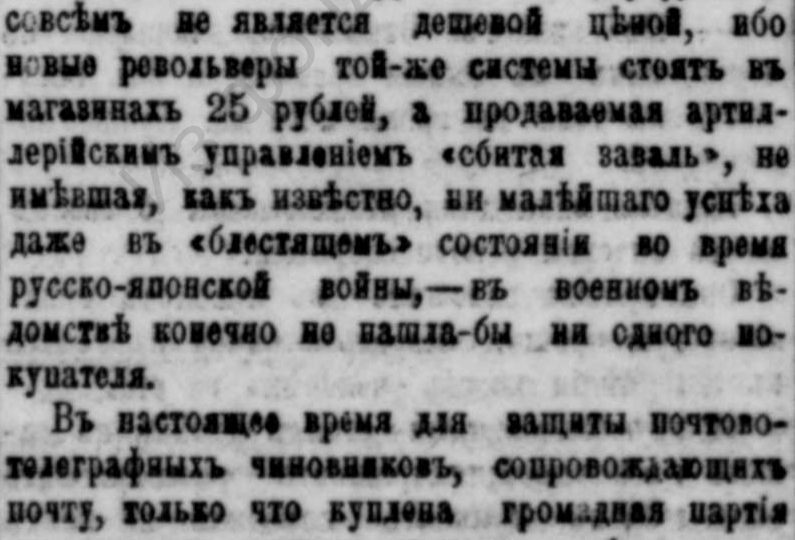 совсѣмъ не является дешевой цѣной, ибо
новые револьверы той-же системы стоятъ въ
магазинахъ 25 рублей, а продаваемая артил-
лерійскимъ управленіемъ «сбитая заваль», не
имѣвшая, какъ извѣстно, ни малѣйшаго успѣха
даже въ «блестящемъ» состояніи во время
русско-японской войны,—въ военномъ вѣ-
домствѣ конечно не нашла-бы ни одного по-
купателя.
Въ настоящее время для защиты почтово-
телеграфныхъ чиновниковъ, сопровождающихъ
почту, только что куплена громадная партія